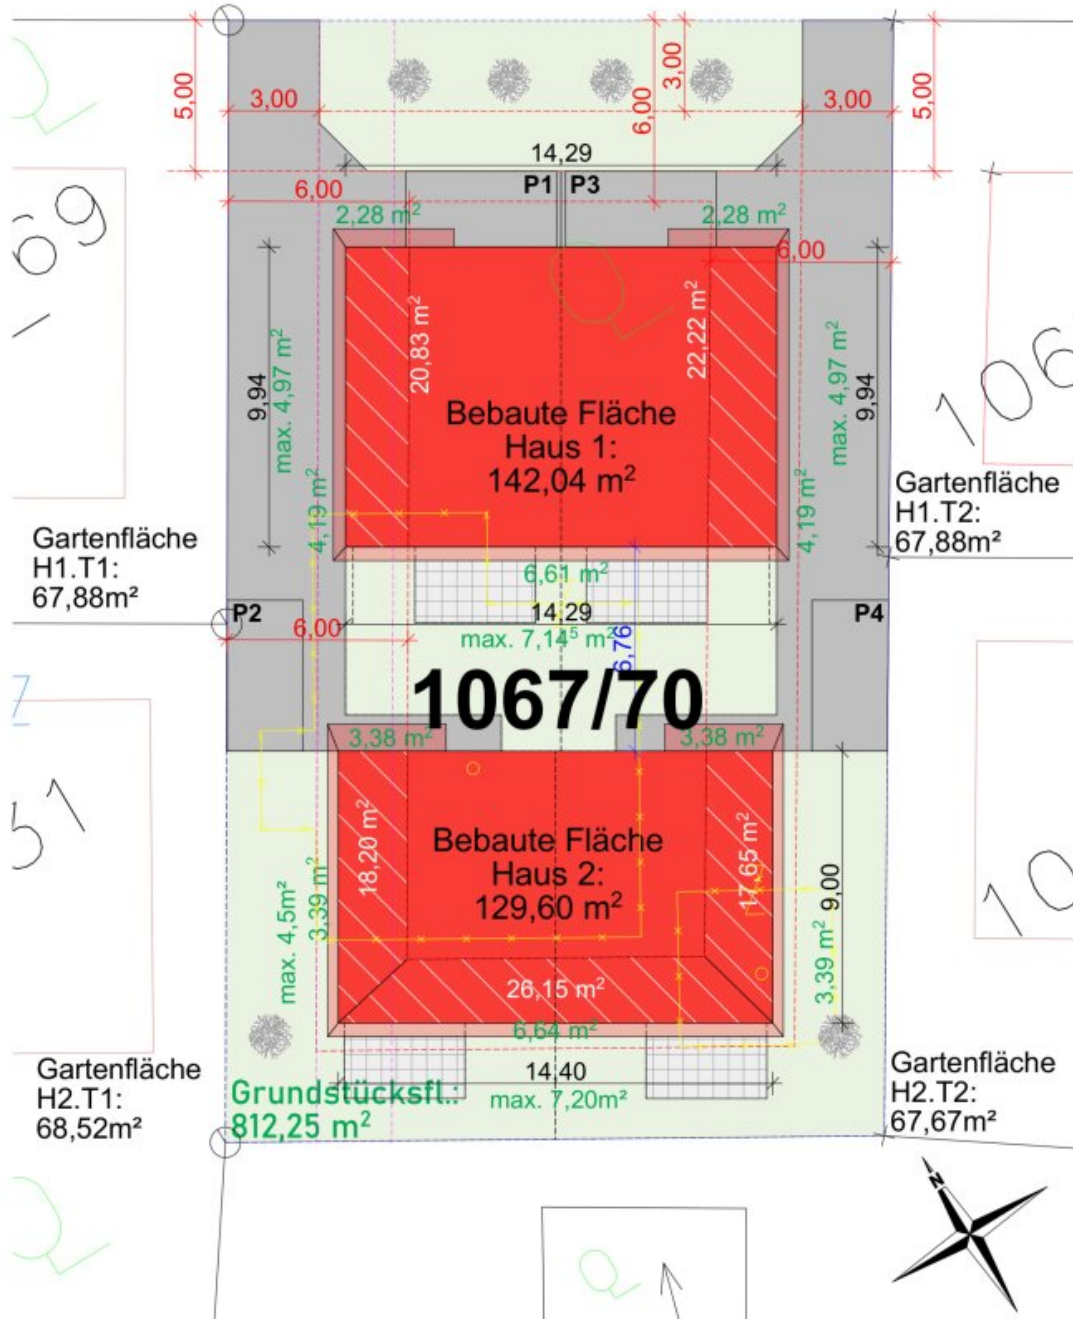 5,00
3,00
3,00
6,00
3,00
5,00
14,29
P1
P3
6,00
2,28 m²
2,28 m²
6,00
169
20,83 m²
22,22 m²
9,94
max. 4,97 m²
max. 4,97 m²
9,94
106
Bebaute Fläche
Haus 1:
142,04 m²
4,19 m²
4,19 m²
Gartenfläche
H1.T1:
67,88m²
Gartenfläche
H1.T2:
67,88m²
6,61 m²
P2
14,29
P4
6,00
max. 7,14⁵ m²
6,76
1067/70
3,38 m²
3,38 m²
51
18,20 m²
Bebaute Fläche
Haus 2:
129,60 m²
17,65 m²
9,00
10
max. 4,5m²
3,39 m²
3,39 m²
26,15 m²
6,64 m²
14,40
max. 7,20m²
Gartenfläche
H2.T1:
68,52m²
Grundstücksfl.:
812,25 m²
Gartenfläche
H2.T2:
67,67m²
N